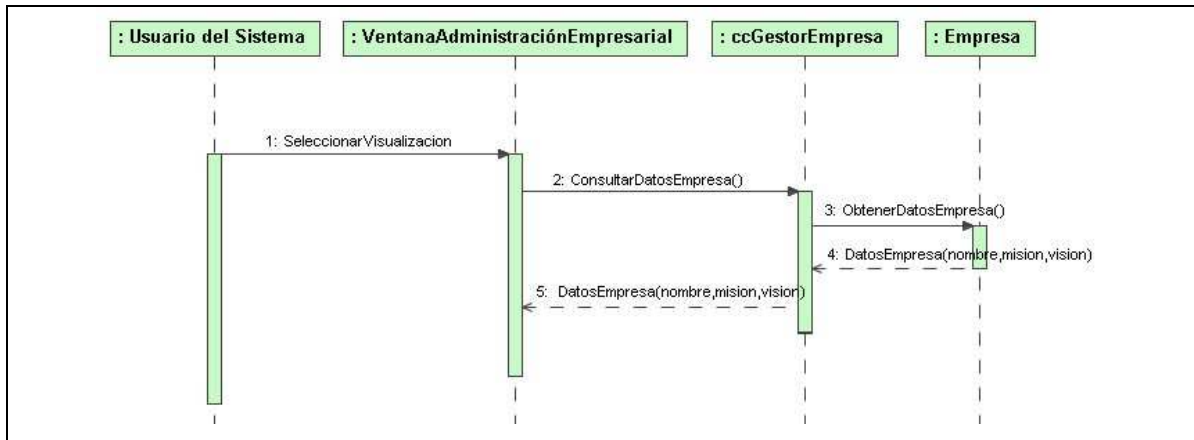 : Usuario del Sistema
: VentanaAdministraciónEmpresarial
: ccGestorEmpresa
: Empresa
1: SeleccionarVisualizacion
2: ConsultarDatosEmpresa()
3: ObtenerDatosEmpresa()
4: DatosEmpresa(nombre,mision,vision)
5: DatosEmpresa(nombre,mision,vision)